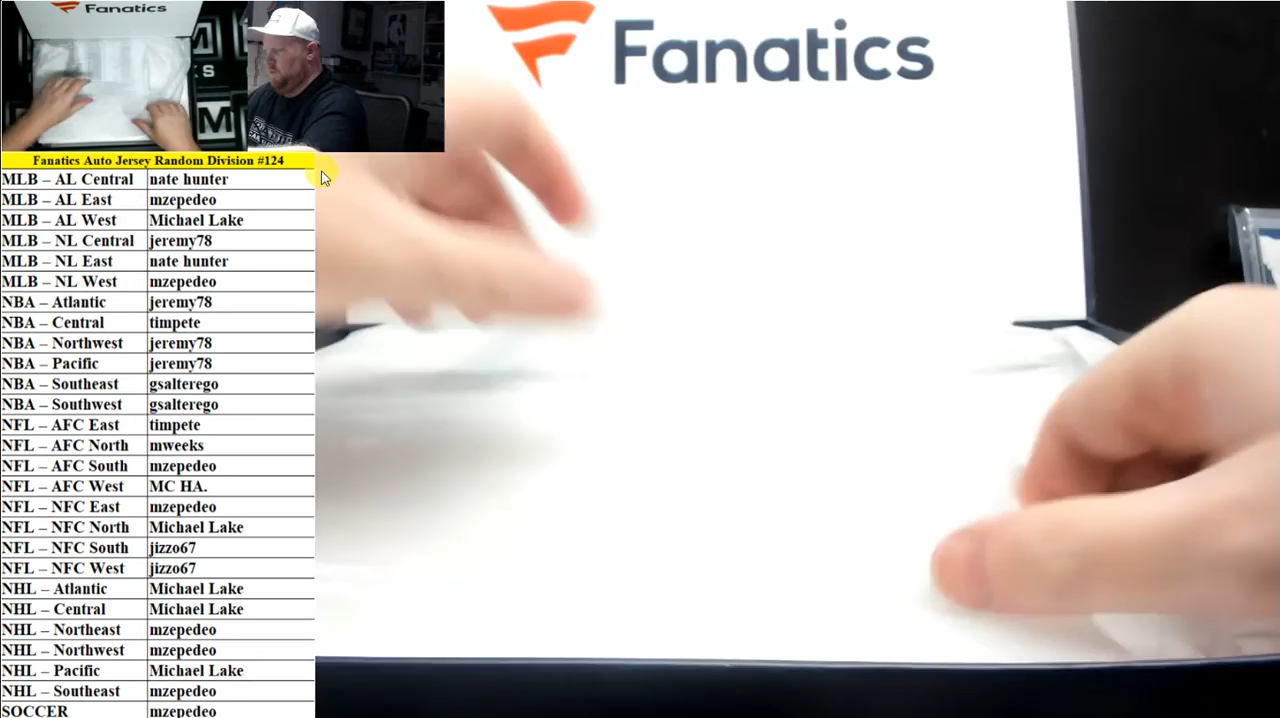 Fanatics
Fanatics
Fanatics Auto Jersey Random Division #124
MLB – AL Central nate hunter
MLB – AL East mzepedeo
MLB – AL West Michael Lake
MLB – NL Central jeremy78
MLB – NL East nate hunter
MLB – NL West mzepedeo
NBA – Atlantic jeremy78
NBA – Central timpete
NBA – Northwest jeremy78
NBA – Pacific jeremy78
NBA – Southeast gsalterego
NBA – Southwest gsalterego
NFL – AFC East timpete
NFL – AFC North mweeks
NFL – AFC South mzepedeo
NFL – AFC West MC HA.
NFL – NFC East mzepedeo
NFL – NFC North Michael Lake
NFL – NFC South jizzo67
NFL – NFC West jizzo67
NHL – Atlantic Michael Lake
NHL – Central Michael Lake
NHL – Northeast mzepedeo
NHL – Northwest mzepedeo
NHL – Pacific Michael Lake
NHL – Southeast mzepedeo
SOCCER mzepedeo